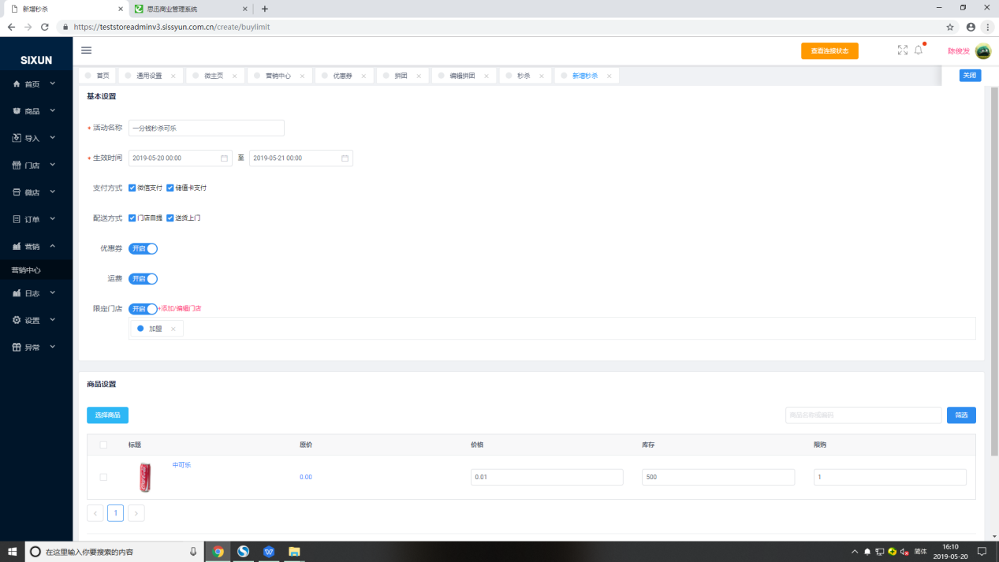 新增秒杀
思迅商业管理系统
https://teststoreadminv3.sissyun.com.cn/create/buylimit
SIXUN
查看连接状态
陈俊发
首页
通用设置
微主页
营销中心
优惠券
拼团
编辑拼团
秒杀
新增秒杀
关闭
首页
商品
导入
门店
微店
订单
营销
营销中心
日志
设置
异常
基本设置
* 活动名称
一分钱秒杀可乐
* 生效时间
2019-05-20 00:00
至
2019-05-21 00:00
支付方式
微信支付
储值卡支付
配送方式
门店自提
送货上门
优惠券
开启
运费
开启
限定门店
开启
+添加/编辑门店
加盟
商品设置
选择商品
商品名称或编码
筛选
标题
原价
价格
库存
限购
中可乐
0.00
0.01
500
1
1
在这里输入你要搜索的内容
简体
16:10
2019-05-20